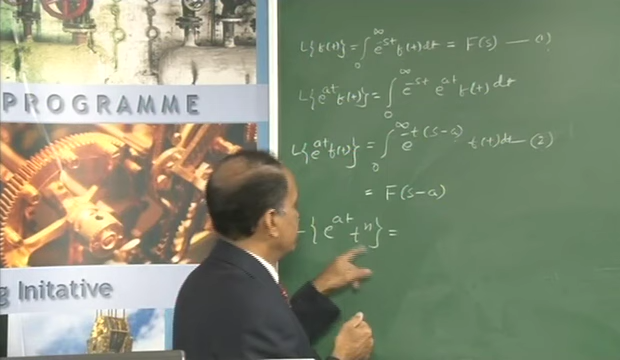 PROGRAMME
L{f(t)} = ∫₀^∞ e^{-st} f(t) dt = F(s) — (1)
L{e^{at} f(t)} = ∫₀^∞ e^{-st} e^{at} f(t) dt
L{e^{at} f(t)} = ∫₀^∞ e^{-t(s-a)} f(t) dt — (2)
= F(s-a)
L{e^{at} t^n} =
g Initative